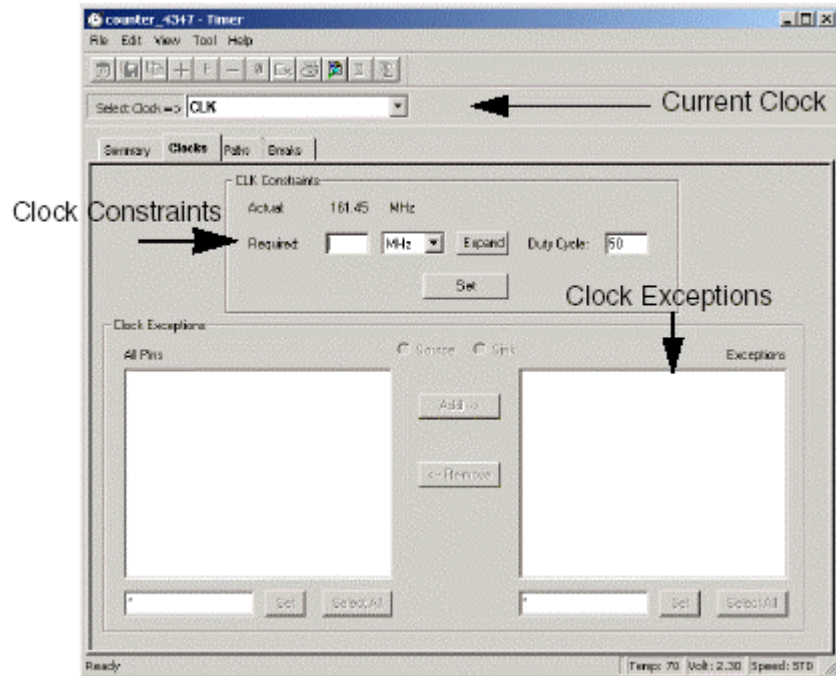 counter_4347 - Timer
File Edit View Tool Help
Ex
Select Clock => CLK
Current Clock
Summary Clocks Paths Breaks
CLK Constraints
Clock Constraints
Actual: 161.45 MHz
Required: MHz Expand Duty Cycle: 50
Set
Clock Exceptions
Clock Exceptions
All Pins
Source Sink
Exceptions
Add ->
<- Remove
* Set Select All
* Set Select All
Ready
Temp: 70 Volt: 2.30 Speed: STD